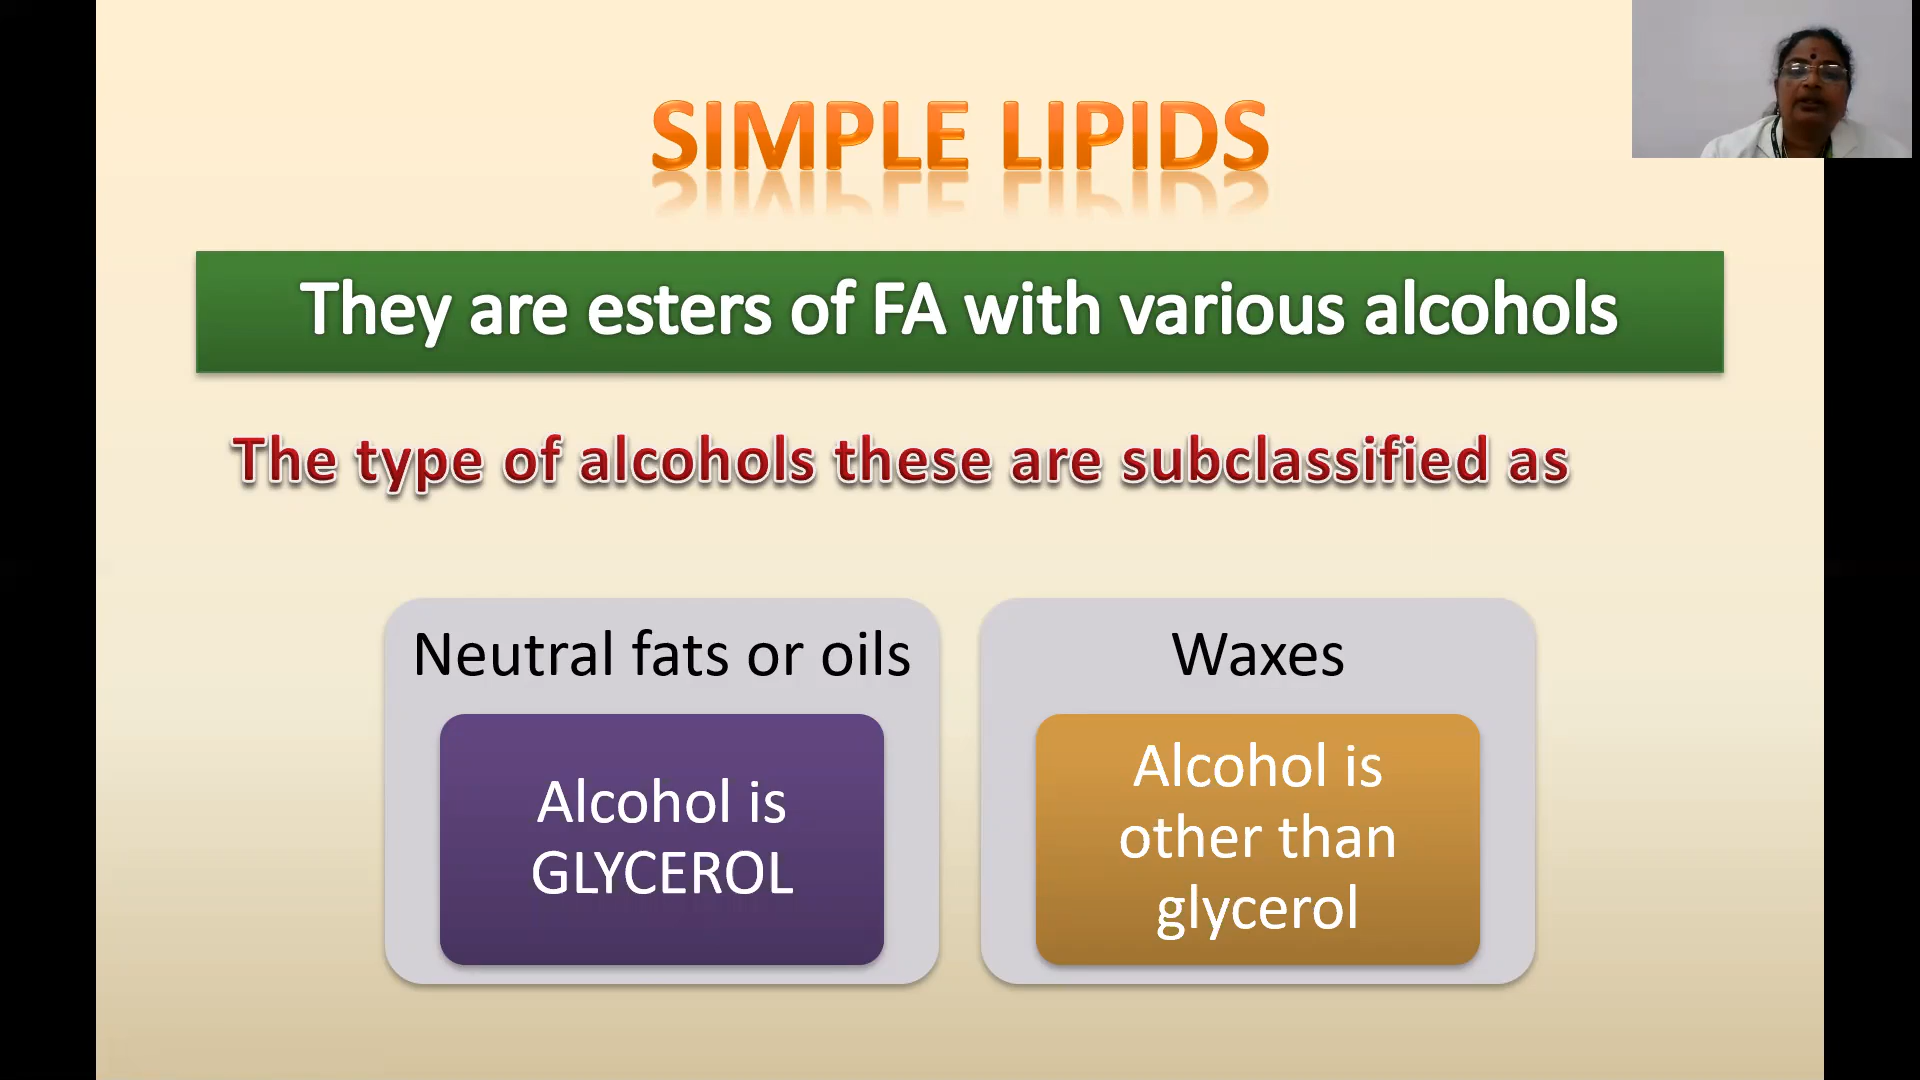 SIMPLE LIPIDS
They are esters of FA with various alcohols
The type of alcohols these are subclassified as
Neutral fats or oils
Alcohol is
GLYCEROL
Waxes
Alcohol is
other than
glycerol